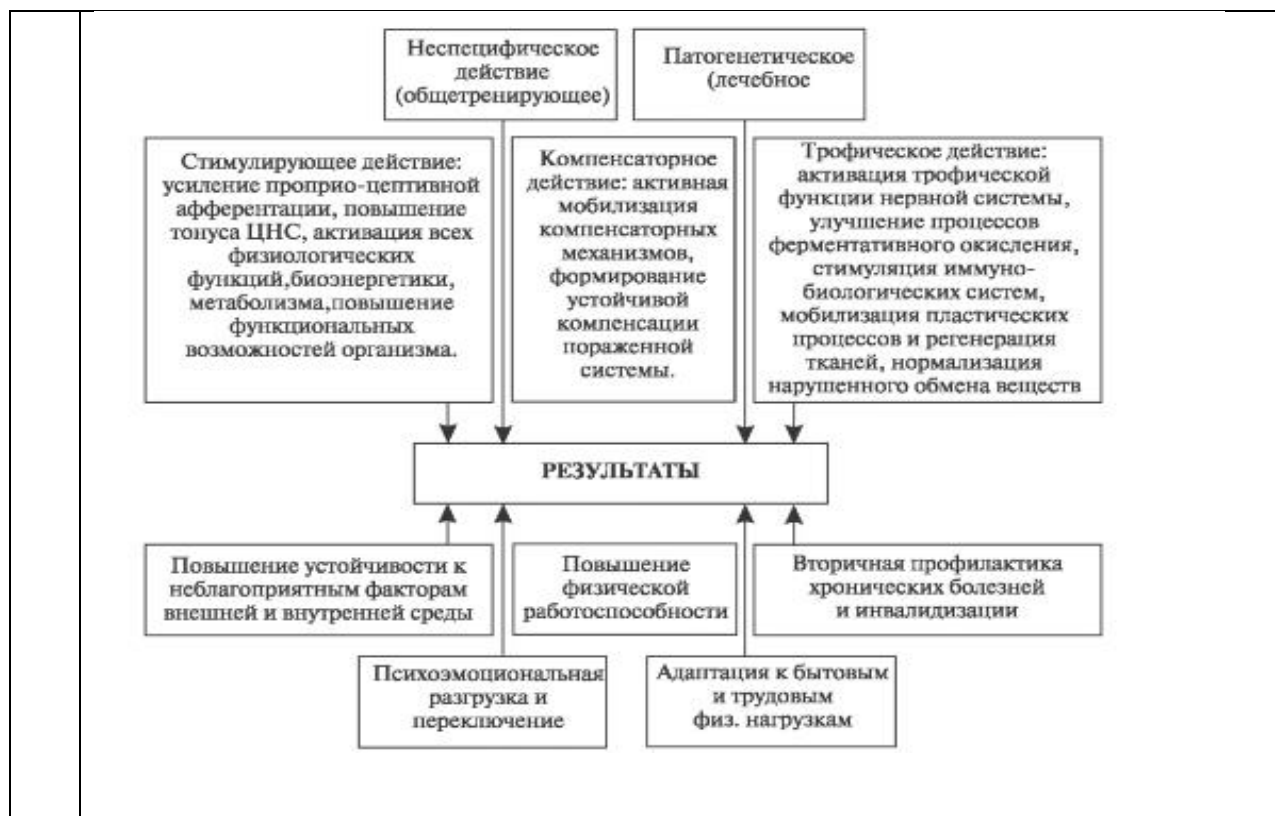 Неспецифическое
действие
(общетренирующее)
Патогенетическое
(лечебное
Стимулирующее действие:
усиление проприо-цептивной
афферентации, повышение
тонуса ЦНС, активация всех
физиологических
функций,биоэнергетики,
метаболизма,повышение
функциональных
возможностей организма.
Компенсаторное
действие: активная
мобилизация
компенсаторных
механизмов,
формирование
устойчивой
компенсации
пораженной
системы.
Трофическое действие:
активация трофической
функции нервной системы,
улучшение процессов
ферментативного окисления,
стимуляция иммуно-
биологических систем,
мобилизация пластических
процессов и регенерация
тканей, нормализация
нарушенного обмена веществ
РЕЗУЛЬТАТЫ
Повышение устойчивости к
неблагоприятным факторам
внешней и внутренней среды
Повышение
физической
работоспособности
Вторичная профилактика
хронических болезней
и инвалидизации
Психоэмоциональная
разгрузка и
переключение
Адаптация к бытовым
и трудовым
физ. нагрузкам